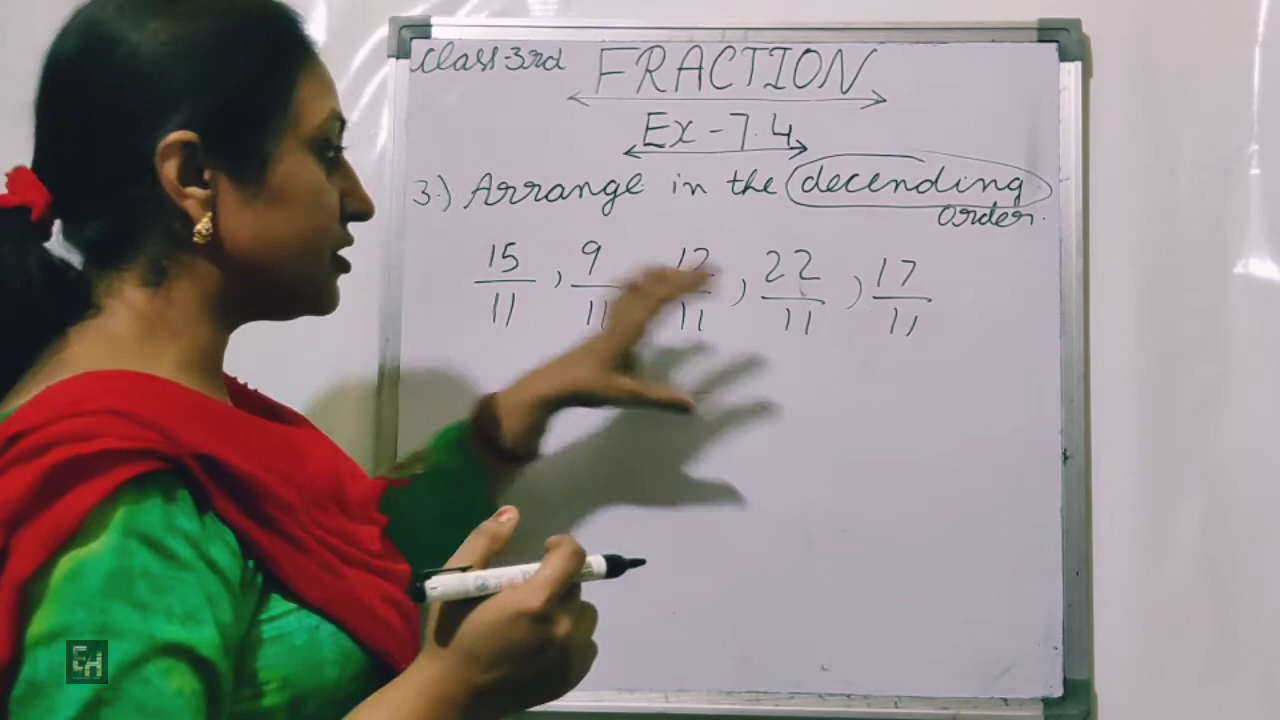 Class-3rd FRACTION
Ex-7.4
3.) Arrange in the decending
order.
15/11, 9/11, 12/11, 22/11, 17/11
EH